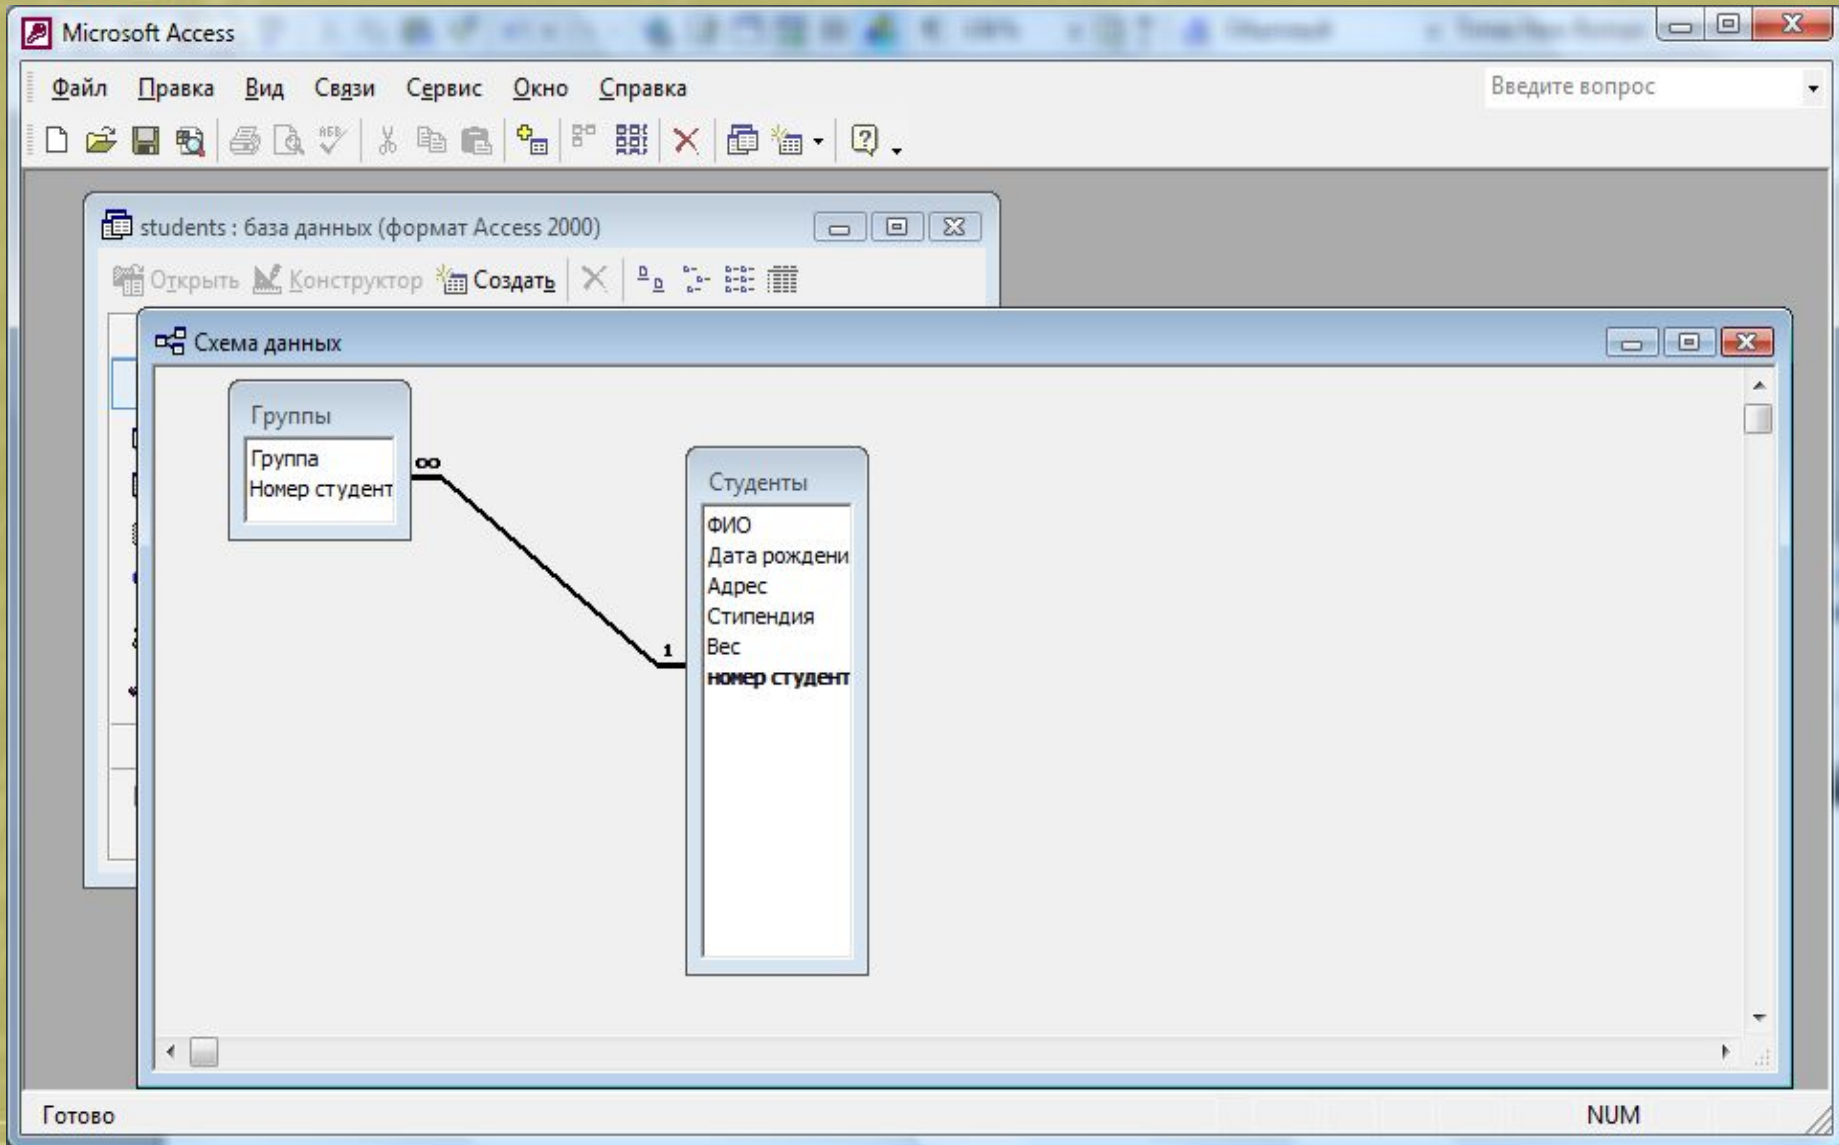 Microsoft Access
Файл Правка Вид Связи Сервис Окно Справка
Введите вопрос
students : база данных (формат Access 2000)
Открыть Конструктор Создать
Схема данных
Группы
Группа
Номер студент
∞
Студенты
ФИО
Дата рождени
Адрес
Стипендия
1
Вес
номер студент
Готово
NUM